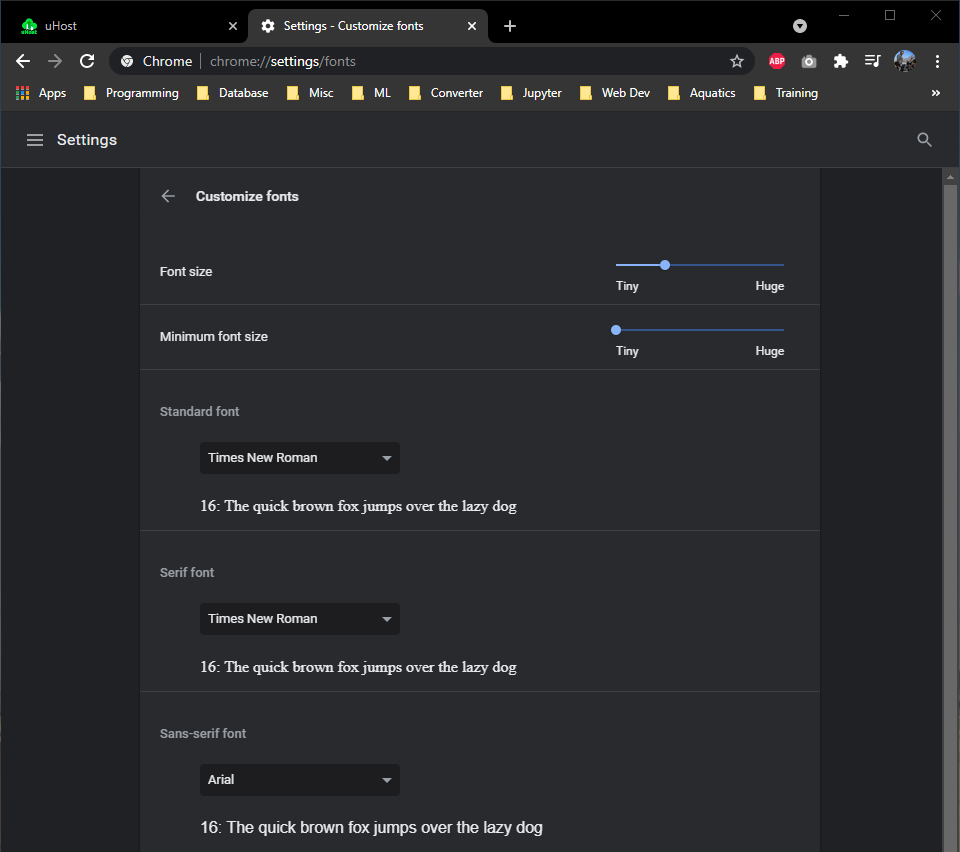 uHost
Settings - Customize fonts
Chrome
chrome://settings/fonts
ABP
Apps
Programming
Database
Misc
ML
Converter
Jupyter
Web Dev
Aquatics
Training
»
Settings
Customize fonts
Font size
Tiny
Huge
Minimum font size
Tiny
Huge
Standard font
Times New Roman
16: The quick brown fox jumps over the lazy dog
Serif font
Times New Roman
16: The quick brown fox jumps over the lazy dog
Sans-serif font
Arial
16: The quick brown fox jumps over the lazy dog